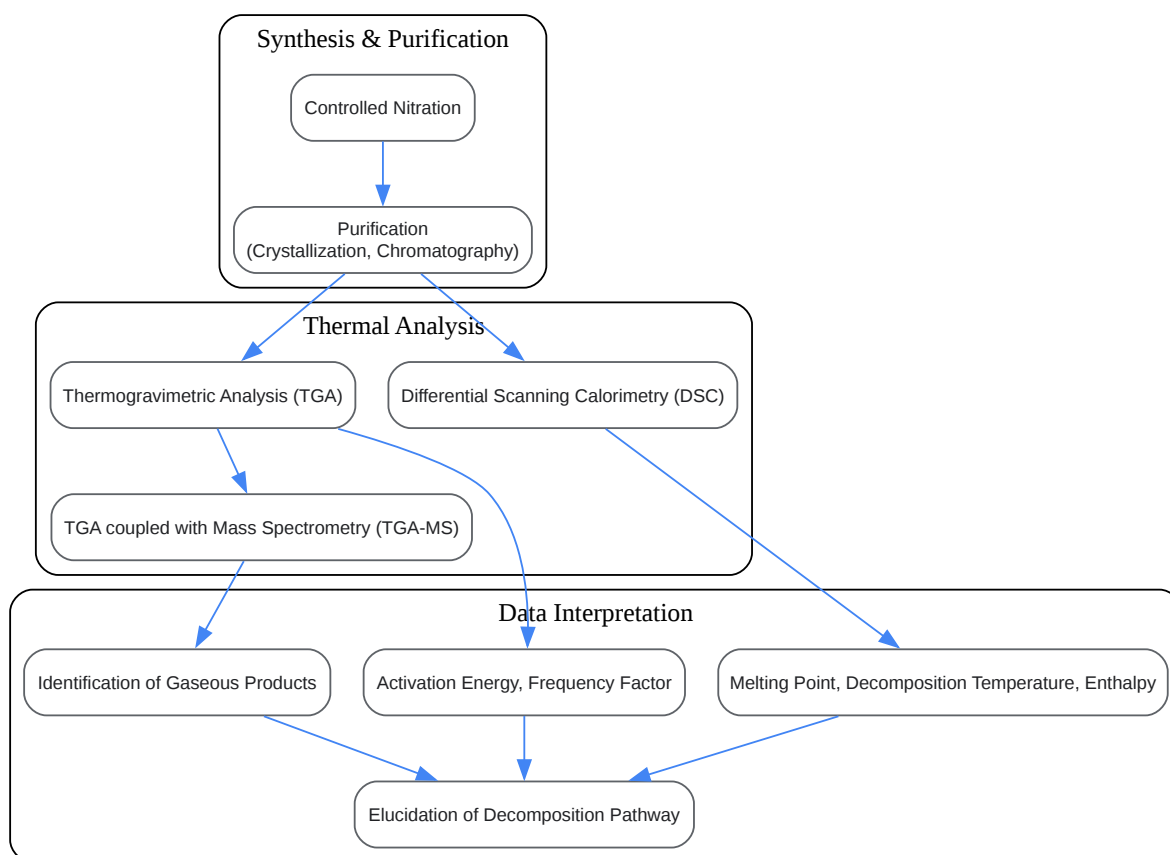 Synthesis & Purification
Controlled Nitration
Purification
(Crystallization, Chromatography)
Thermal Analysis
Thermogravimetric Analysis (TGA)
Differential Scanning Calorimetry (DSC)
TGA coupled with Mass Spectrometry (TGA-MS)
Data Interpretation
Identification of Gaseous Products
Activation Energy, Frequency Factor
Melting Point, Decomposition Temperature, Enthalpy
Elucidation of Decomposition Pathway